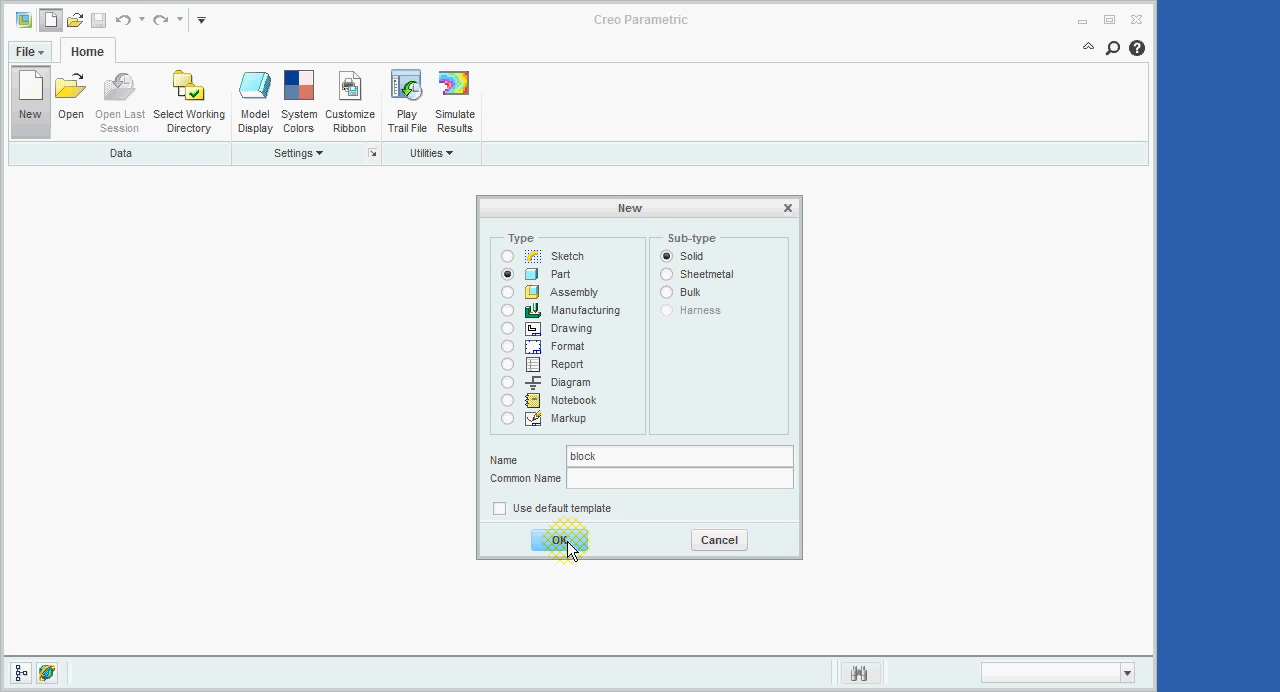 Creo Parametric
File
Home
New
Open
Open Last
Session
Select Working
Directory
Model
Display
System
Colors
Customize
Ribbon
Play
Trail File
Simulate
Results
Data
Settings
Utilities
New
Type
Sub-type
Sketch
Part
Assembly
Manufacturing
Drawing
Format
Report
Diagram
Notebook
Markup
Solid
Sheetmetal
Bulk
Harness
Name
block
Common Name
Use default template
OK
Cancel